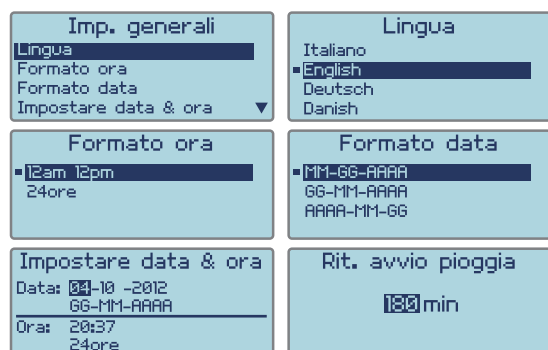 Imp. generali
Lingua
Formato ora
Formato data
Impostare data & ora
Lingua
Italiano
English
Deutsch
Danish
Formato ora
12am 12pm
24ore
Formato data
MM-GG-AAAA
GG-MM-AAAA
AAAA-MM-GG
Impostare data & ora
Data: 04-10 -2012
GG-MM-AAAA
Ora: 20:37
24ore
Rit. avvio pioggia
180 min